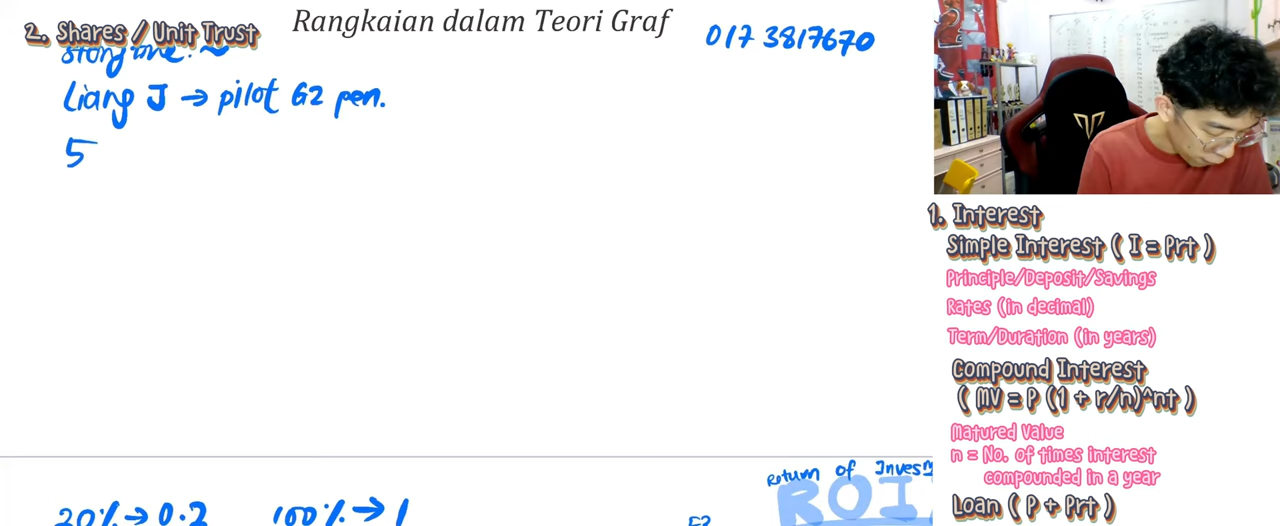 2. Shares / Unit Trust
Rangkaian dalam Teori Graf
017 3817670
Liang J → pilot G2 pen.
5
20% → 0.2
100% → 1
Return of
ROI
1. Interest
Simple Interest ( I = Prt )
Principle/Deposit/Savings
Rates (in decimal)
Term/Duration (in years)
Compound Interest
( MV = P (1 + r/n)^nt )
Matured Value
n = No. of times interest
compounded in a year
Loan ( P + Prt )